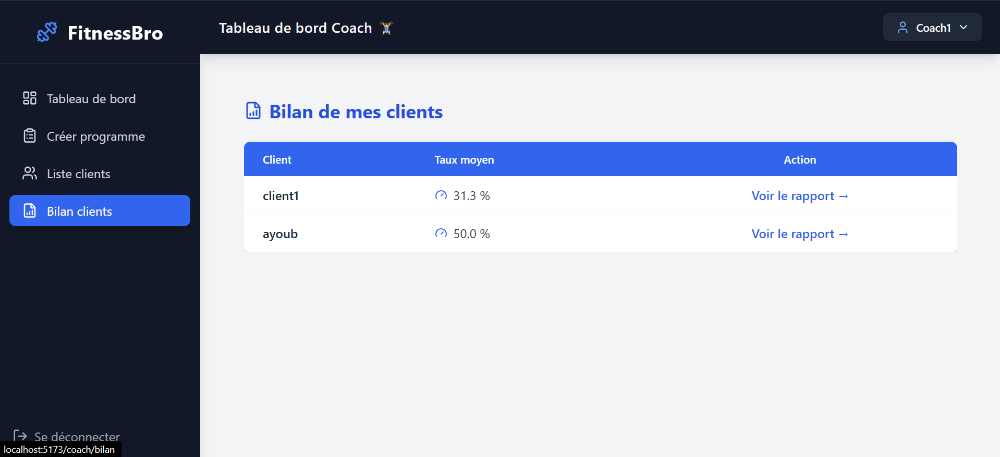 FitnessBro
Tableau de bord
Créer programme
Liste clients
Bilan clients
Se déconnecter
localhost:5173/coach/bilan
Tableau de bord Coach 🏋️
Coach1
Bilan de mes clients
Client Taux moyen Action
client1 31.3 % Voir le rapport →
ayoub 50.0 % Voir le rapport →